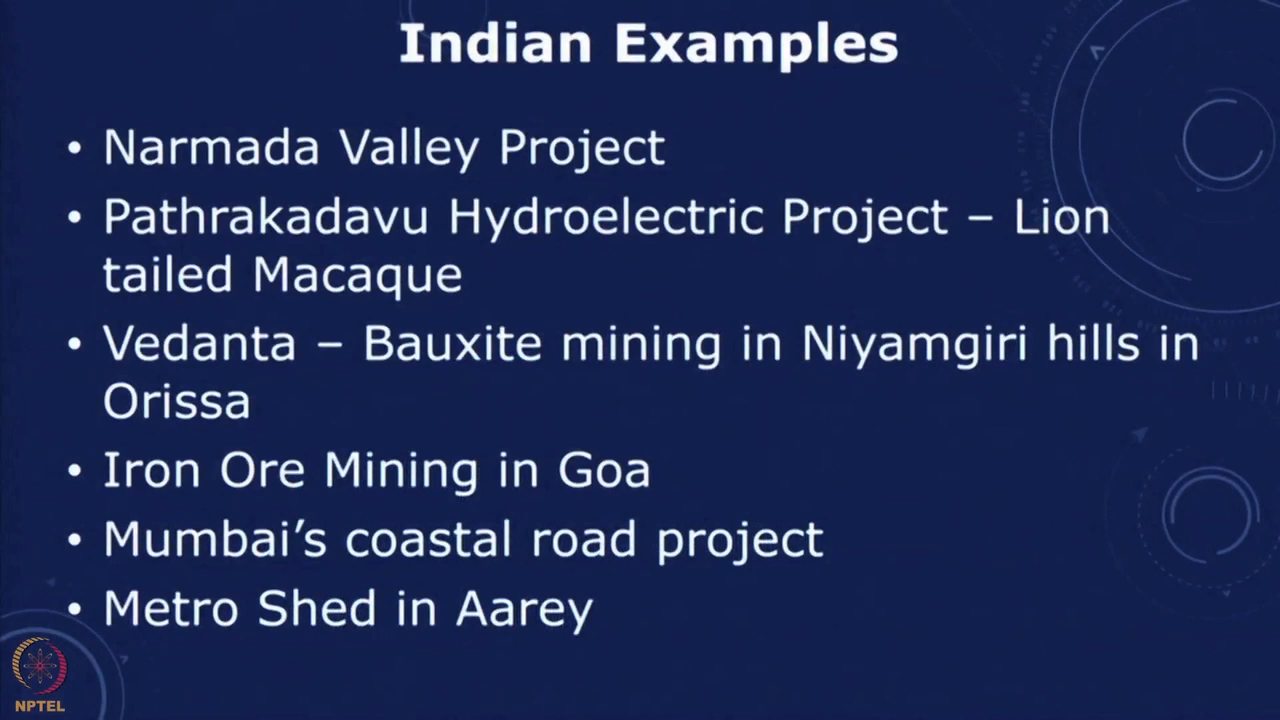 Indian Examples
• Narmada Valley Project
• Pathrakadavu Hydroelectric Project – Lion
tailed Macaque
• Vedanta – Bauxite mining in Niyamgiri hills in
Orissa
• Iron Ore Mining in Goa
• Mumbai’s coastal road project
• Metro Shed in Aarey
NPTEL